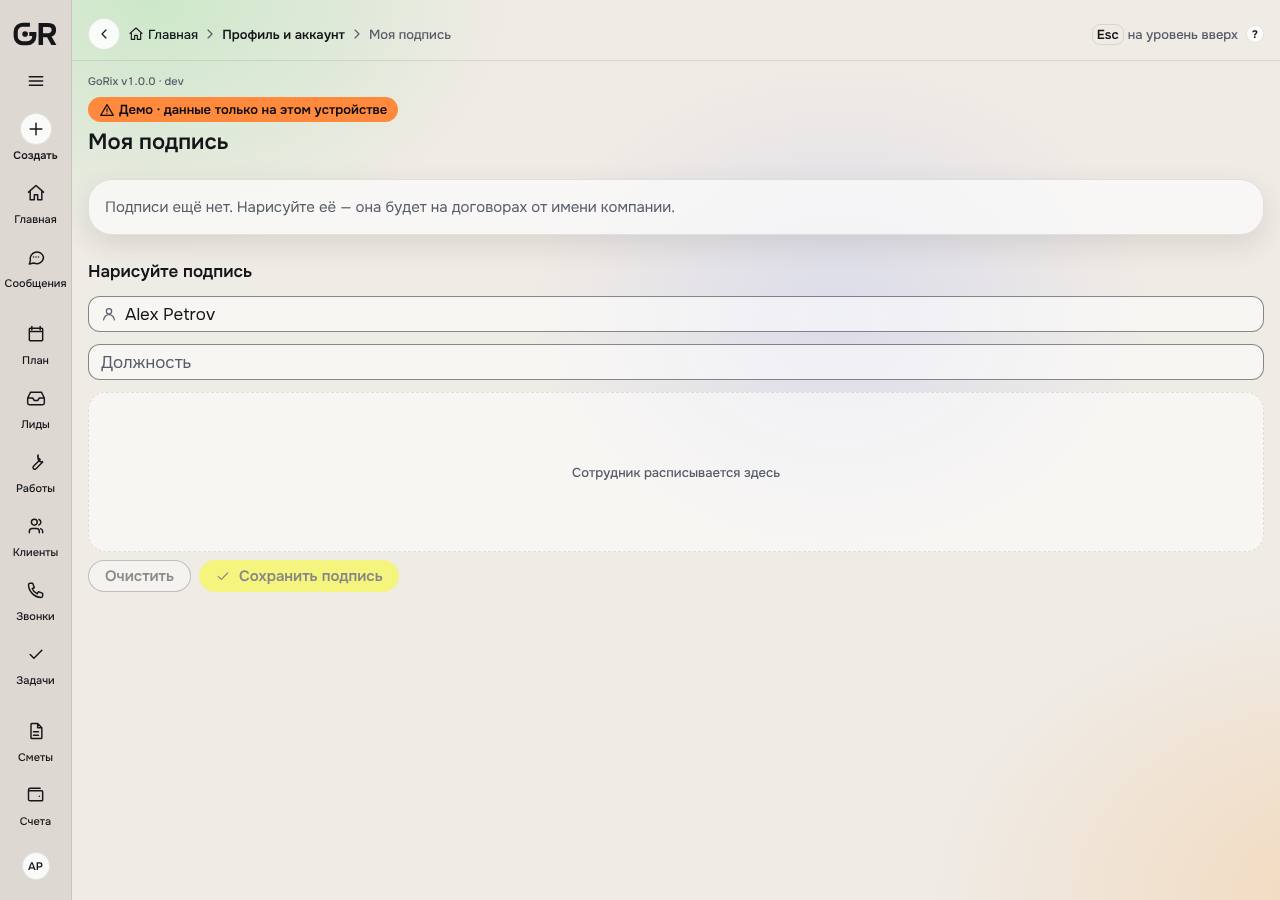 GR
Главная
Профиль и аккаунт
Моя подпись
Esc на уровень вверх ?
GoRix v1.0.0 · dev
Демо · данные только на этом устройстве
Моя подпись
Подписи ещё нет. Нарисуйте её — она будет на договорах от имени компании.
Нарисуйте подпись
Alex Petrov
Должность
Сотрудник расписывается здесь
Очистить
Сохранить подпись
Создать
Главная
Сообщения
План
Лиды
Работы
Клиенты
Звонки
Задачи
Сметы
Счета
AP